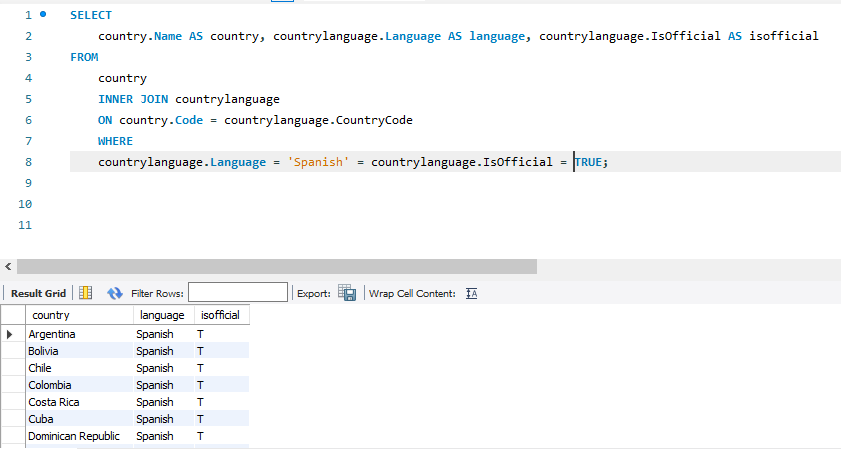 1 SELECT
2 country.Name AS country, countrylanguage.Language AS language, countrylanguage.IsOfficial AS isofficial
3 FROM
4 country
5 INNER JOIN countrylanguage
6 ON country.Code = countrylanguage.CountryCode
7 WHERE
8 countrylanguage.Language = 'Spanish' = countrylanguage.IsOfficial = TRUE;
9
10
11
Result Grid Filter Rows: Export: Wrap Cell Content: IA
country language isofficial
Argentina Spanish T
Bolivia Spanish T
Chile Spanish T
Colombia Spanish T
Costa Rica Spanish T
Cuba Spanish T
Dominican Republic Spanish T